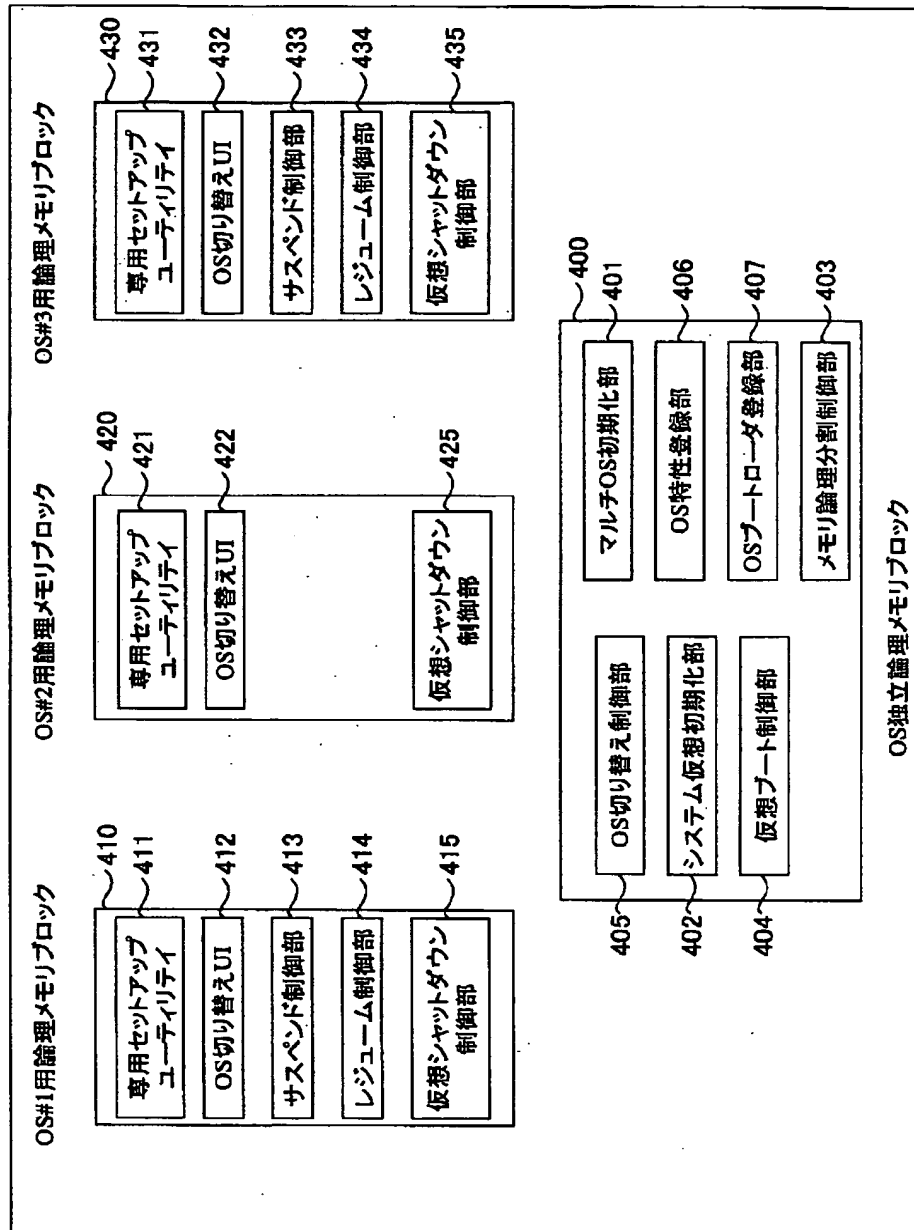 OS#1用論理メモリブロック
410
専用セットアップ
ユーティリティ
411
OS切り替えUI
412
サスペンド制御部
413
レジューム制御部
414
仮想シャットダウン
制御部
415
OS#2用論理メモリブロック
420
専用セットアップ
ユーティリティ
421
OS切り替えUI
422
仮想シャットダウン
制御部
425
OS#3用論理メモリブロック
430
専用セットアップ
ユーティリティ
431
OS切り替えUI
432
サスペンド制御部
433
レジューム制御部
434
仮想シャットダウン
制御部
435
400
405
OS切り替え制御部
マルチOS初期化部
401
402
システム仮想初期化部
OS特性登録部
406
404
仮想ブート制御部
OSブートローダ登録部
407
メモリ論理分割制御部
403
OS独立論理メモリブロック